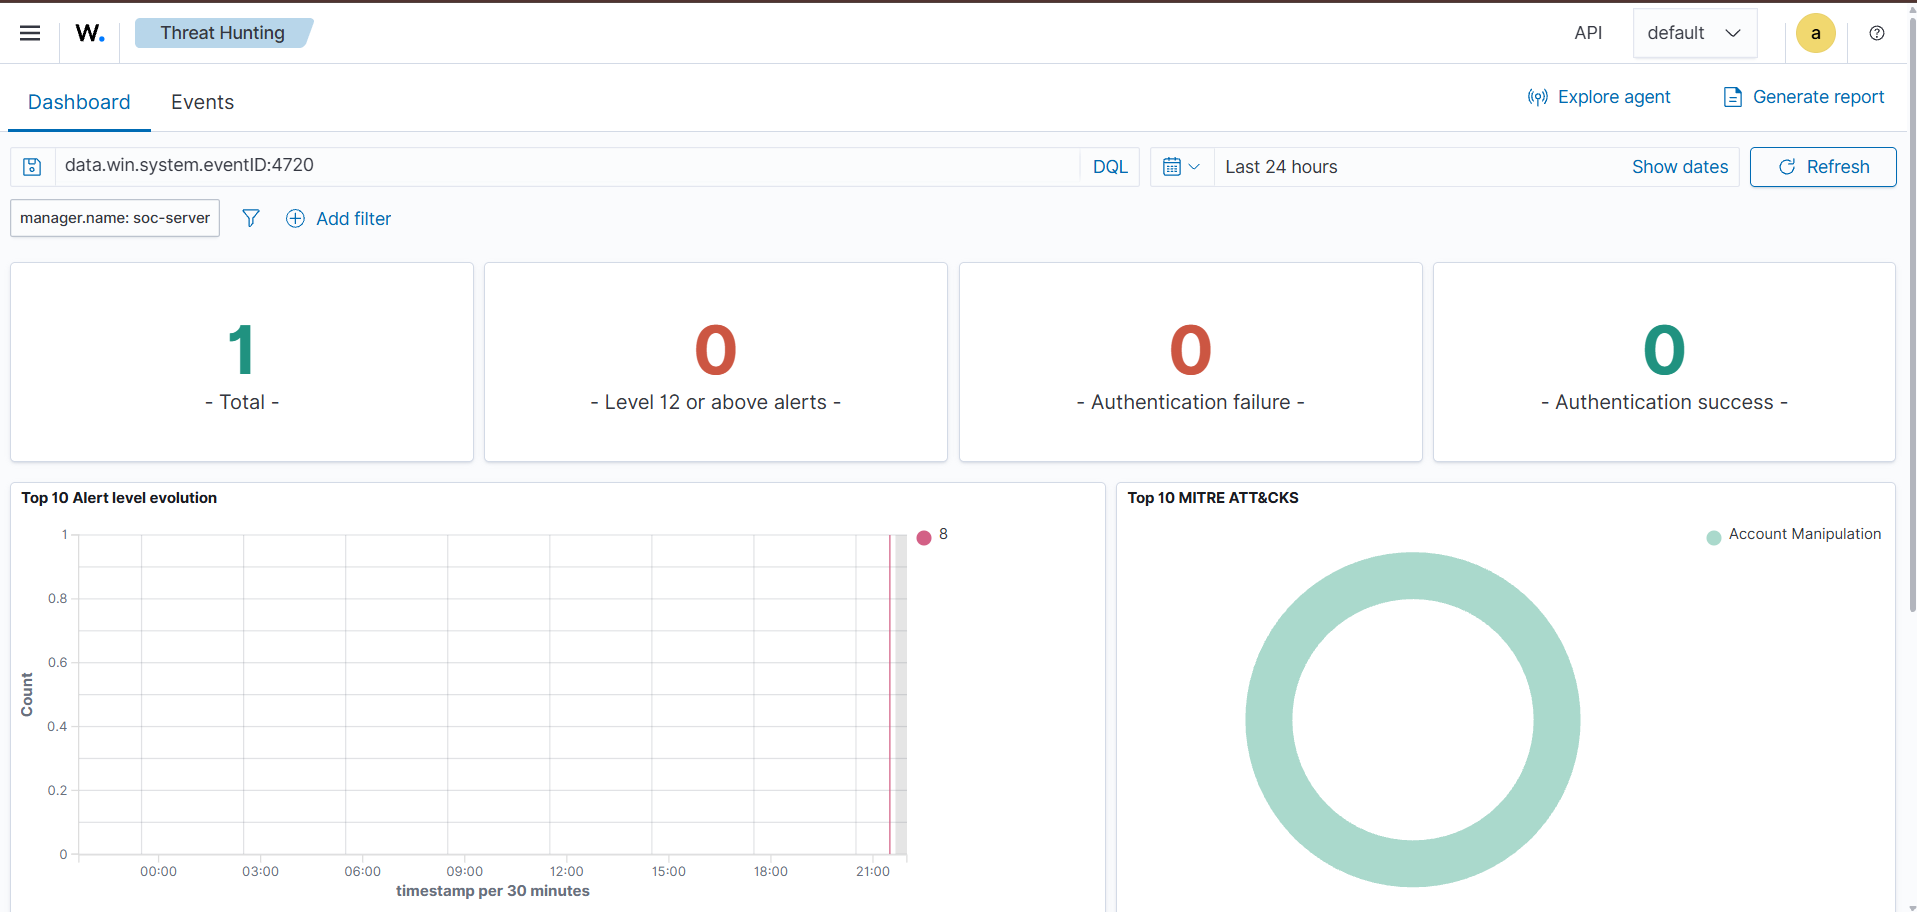 W.
Threat Hunting
API
default
a
Dashboard
Events
Explore agent
Generate report
data.win.system.eventID:4720
DQL
Last 24 hours
Show dates
Refresh
manager.name: soc-server
Add filter
1
- Total -
0
- Level 12 or above alerts -
0
- Authentication failure -
0
- Authentication success -
Top 10 Alert level evolution
1
0.8
0.6
0.4
0.2
0
Count
00:00
03:00
06:00
09:00
12:00
15:00
18:00
21:00
timestamp per 30 minutes
8
Top 10 MITRE ATT&CKS
Account Manipulation